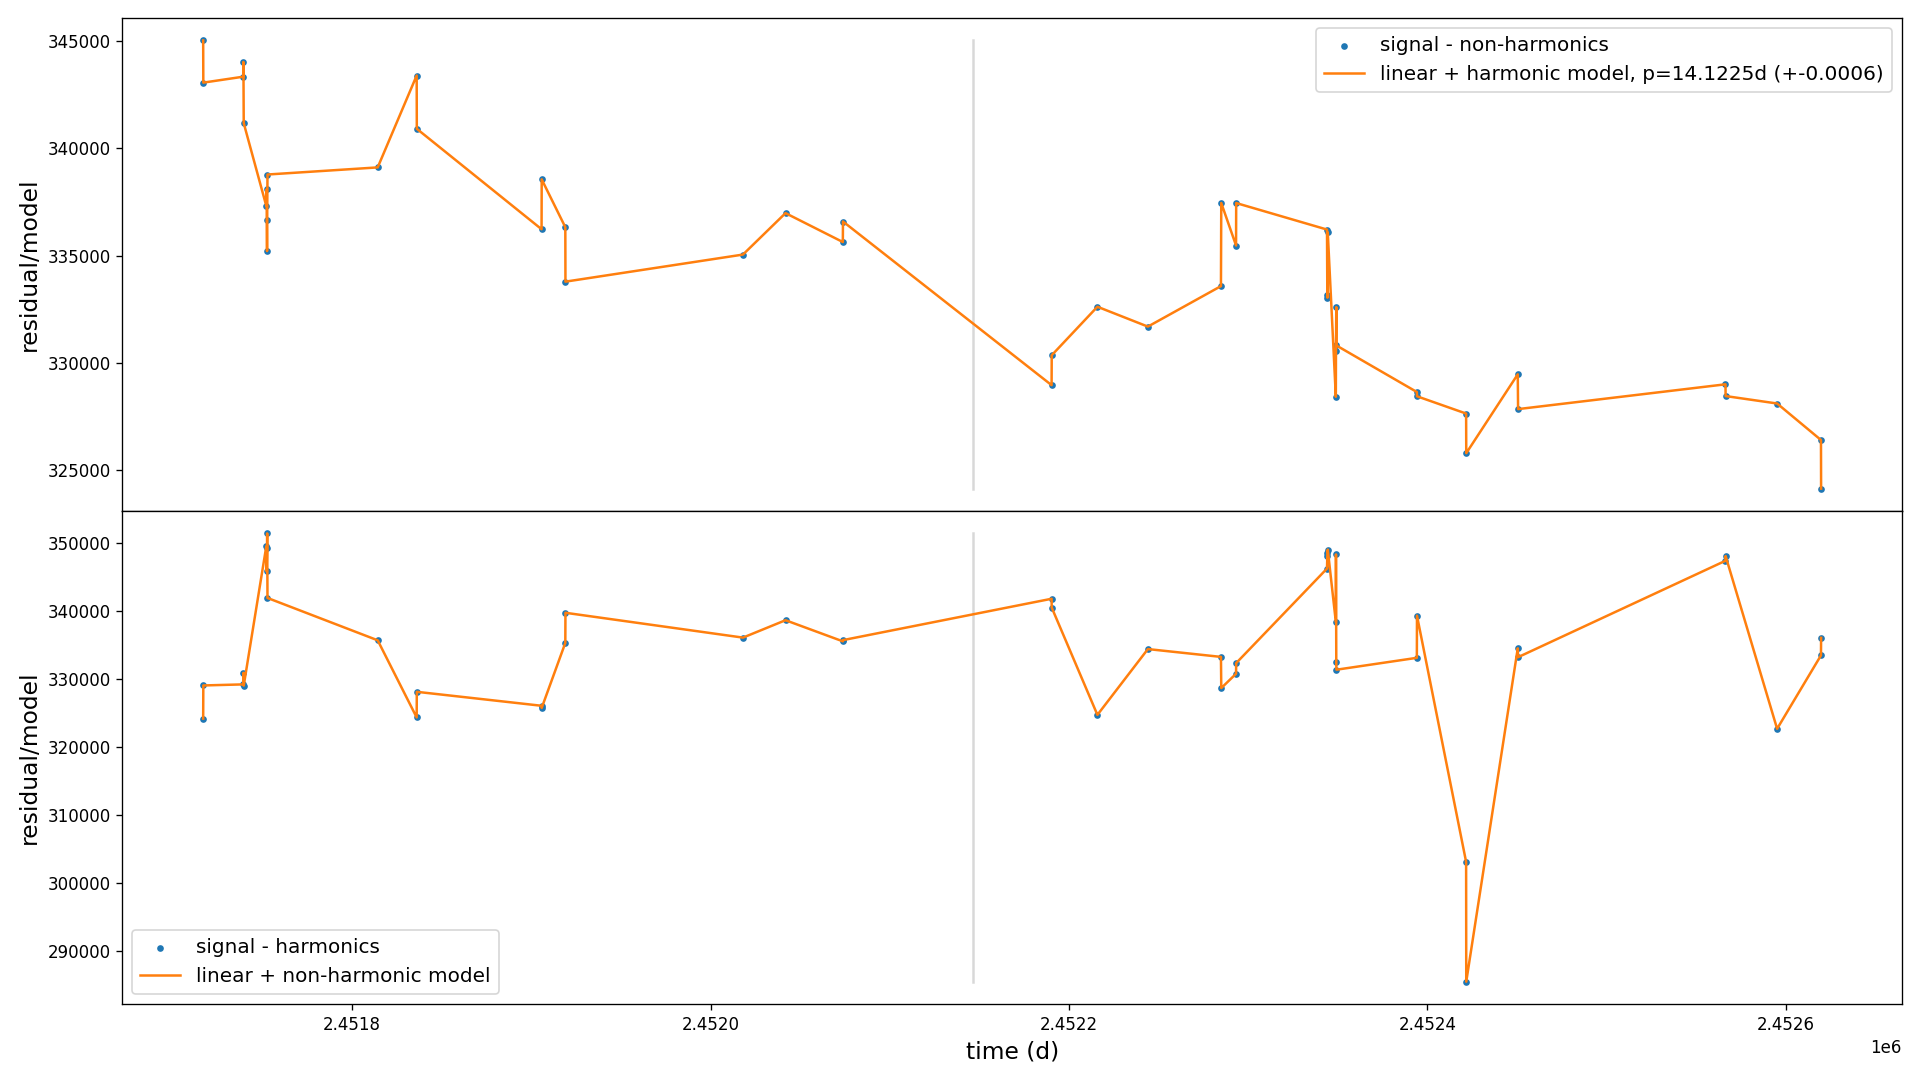 345000
340000
335000
330000
325000
residual/model
signal - non-harmonics
linear + harmonic model, p=14.1225d (+-0.0006)
350000
340000
330000
320000
310000
300000
290000
residual/model
signal - harmonics
linear + non-harmonic model
2.4518 2.4520 2.4522 2.4524 2.4526
1e6
time (d)